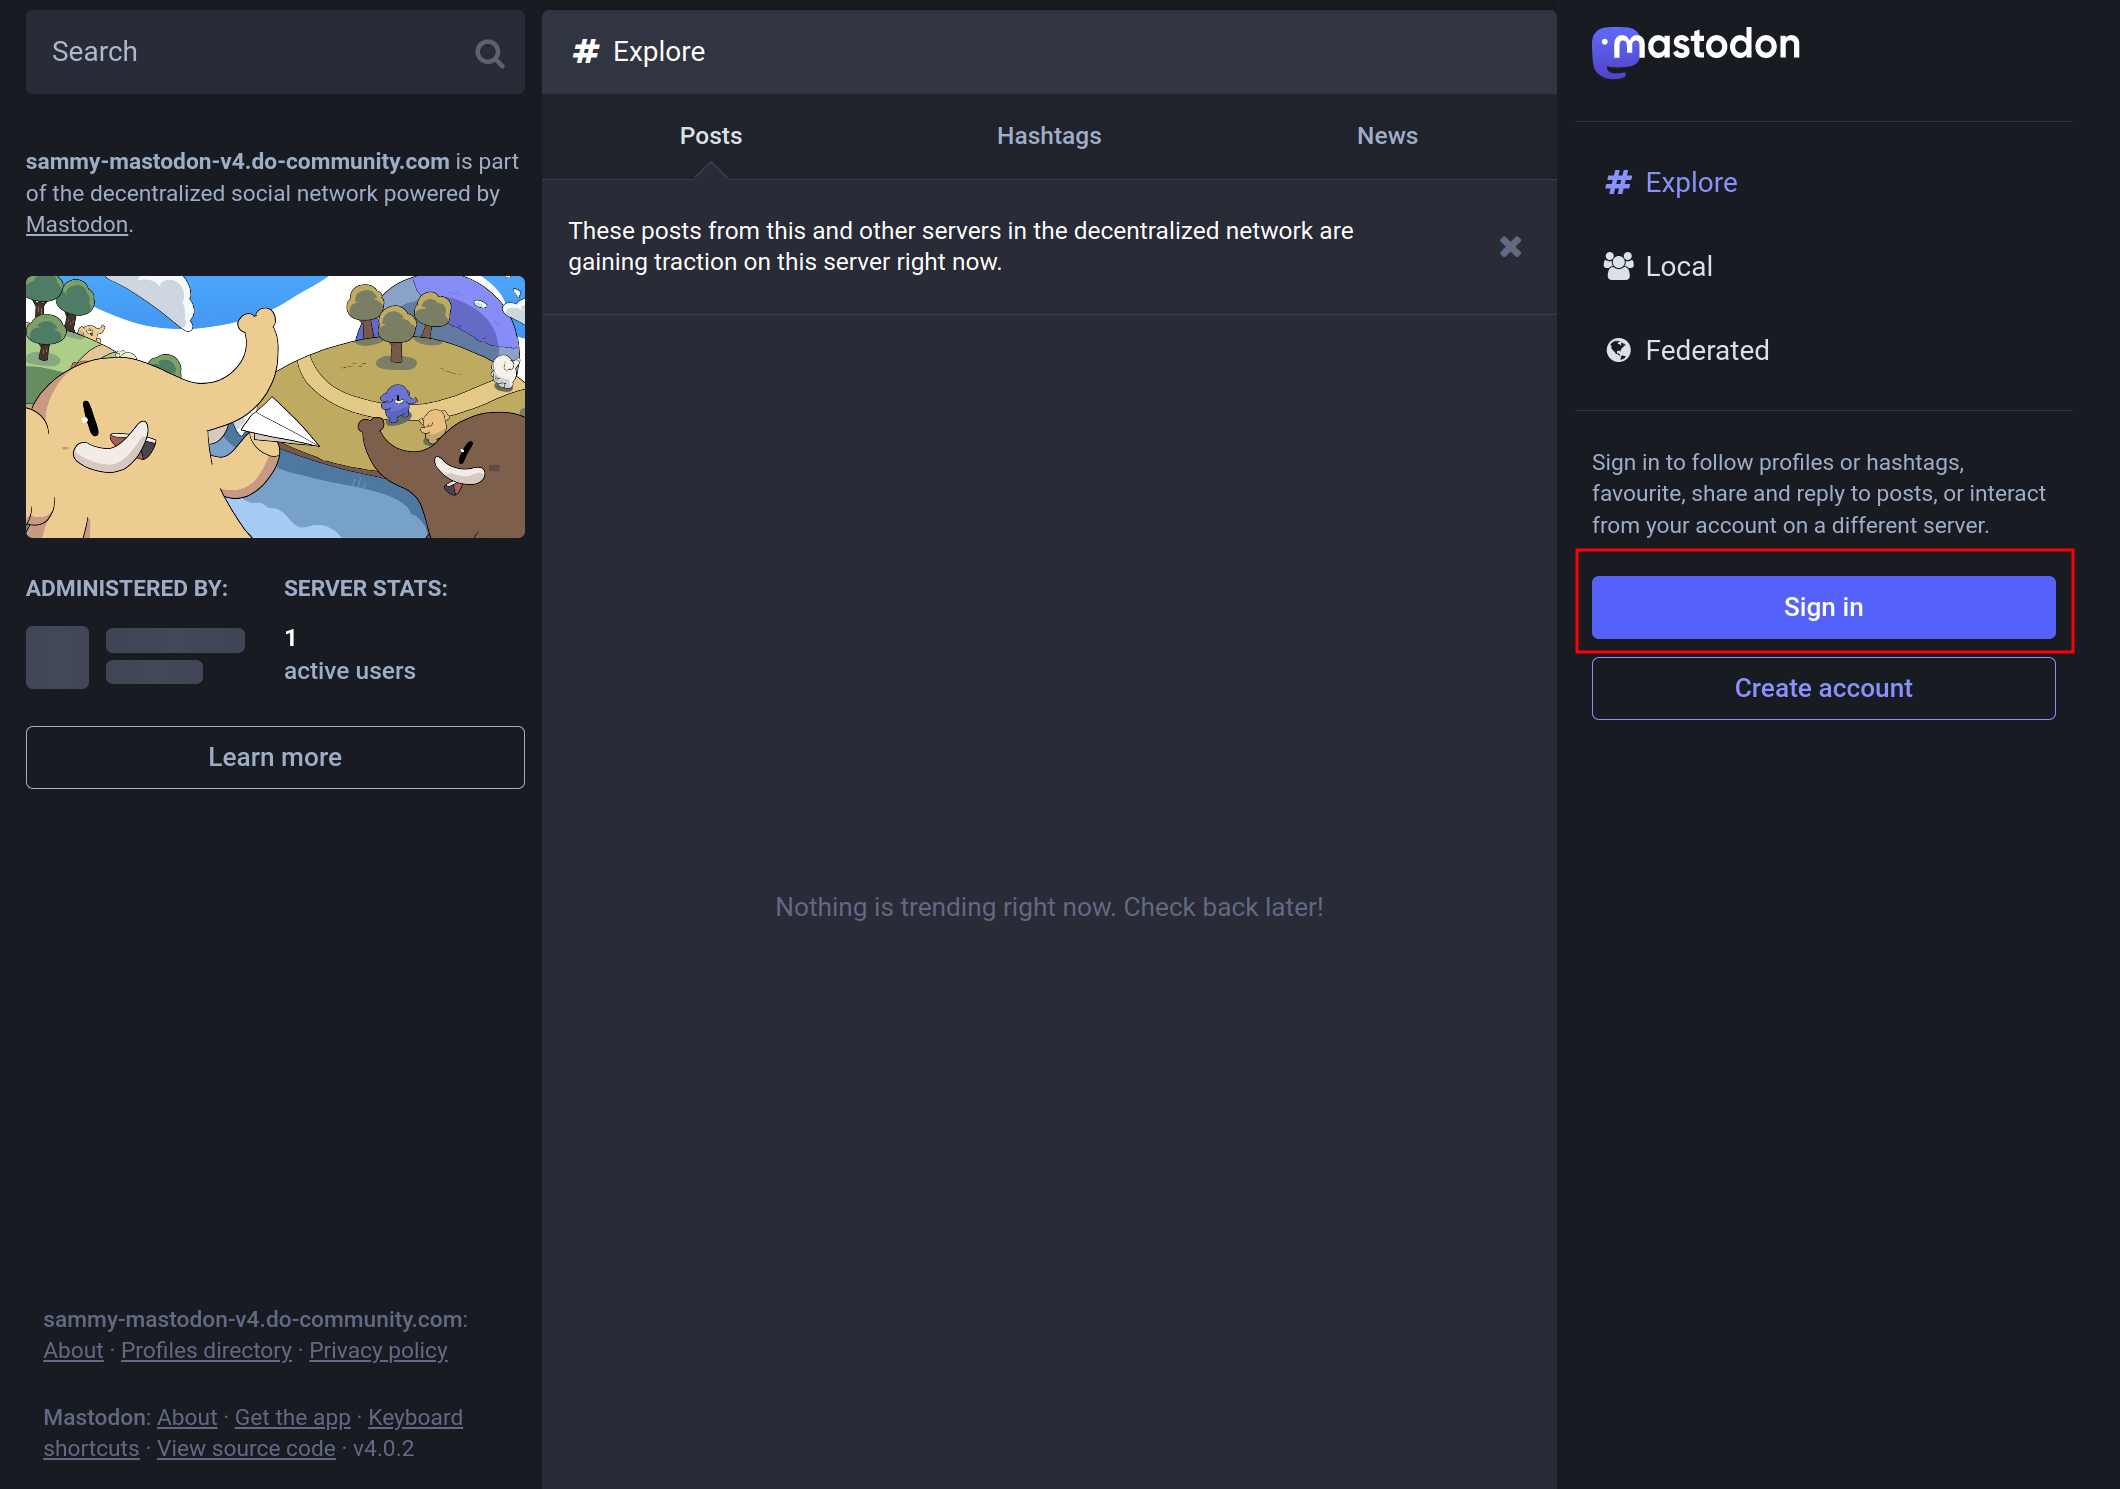 Search
sammy-mastodon-v4.do-community.com is part
of the decentralized social network powered by
Mastodon.
ADMINISTERED BY:
SERVER STATS:
1
active users
Learn more
sammy-mastodon-v4.do-community.com:
About · Profiles directory · Privacy policy
Mastodon: About · Get the app · Keyboard
shortcuts · View source code · v4.0.2
# Explore
Posts
Hashtags
News
These posts from this and other servers in the decentralized network are
gaining traction on this server right now.
Nothing is trending right now. Check back later!
mastodon
# Explore
Local
Federated
Sign in to follow profiles or hashtags,
favourite, share and reply to posts, or interact
from your account on a different server.
Sign in
Create account